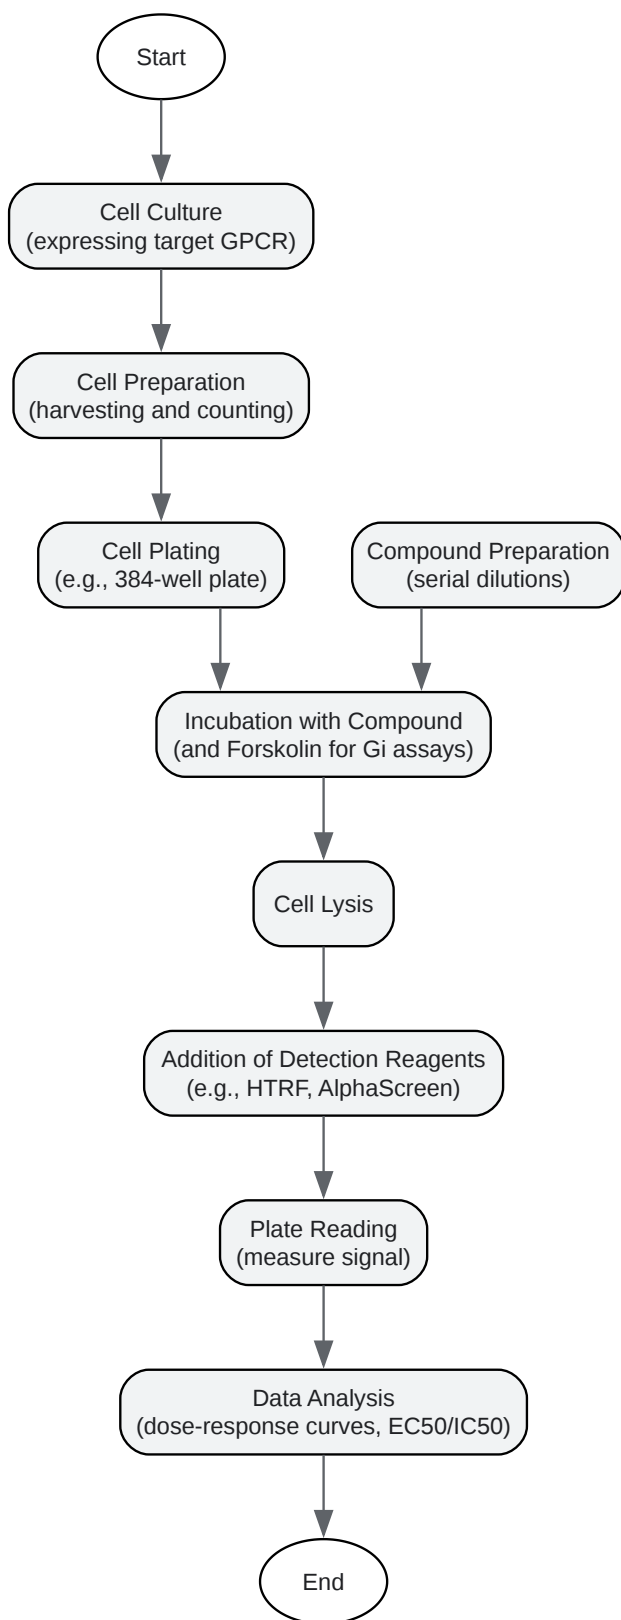 Start
Cell Culture
(expressing target GPCR)
Cell Preparation
(harvesting and counting)
Cell Plating
(e.g., 384-well plate)
Compound Preparation
(serial dilutions)
Incubation with Compound
(and Forskolin for Gi assays)
Cell Lysis
Addition of Detection Reagents
(e.g., HTRF, AlphaScreen)
Plate Reading
(measure signal)
Data Analysis
(dose-response curves, EC50/IC50)
End